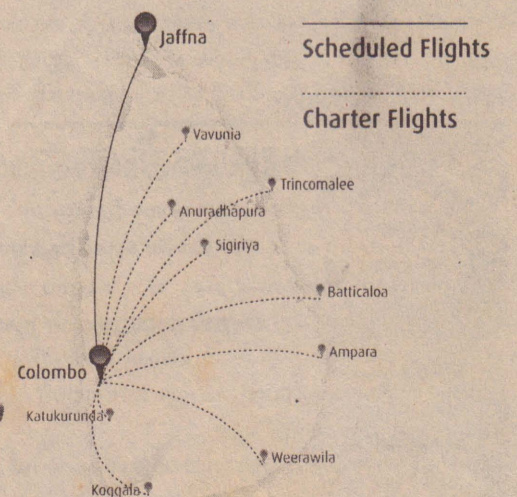 Jaffna
Scheduled Flights
Charter Flights
Vavunia
Trincomalee
Anuradhapura
Sigiriya
Batticaloa
Ampara
Colombo
Katukurunda
Weerawila
Koggala